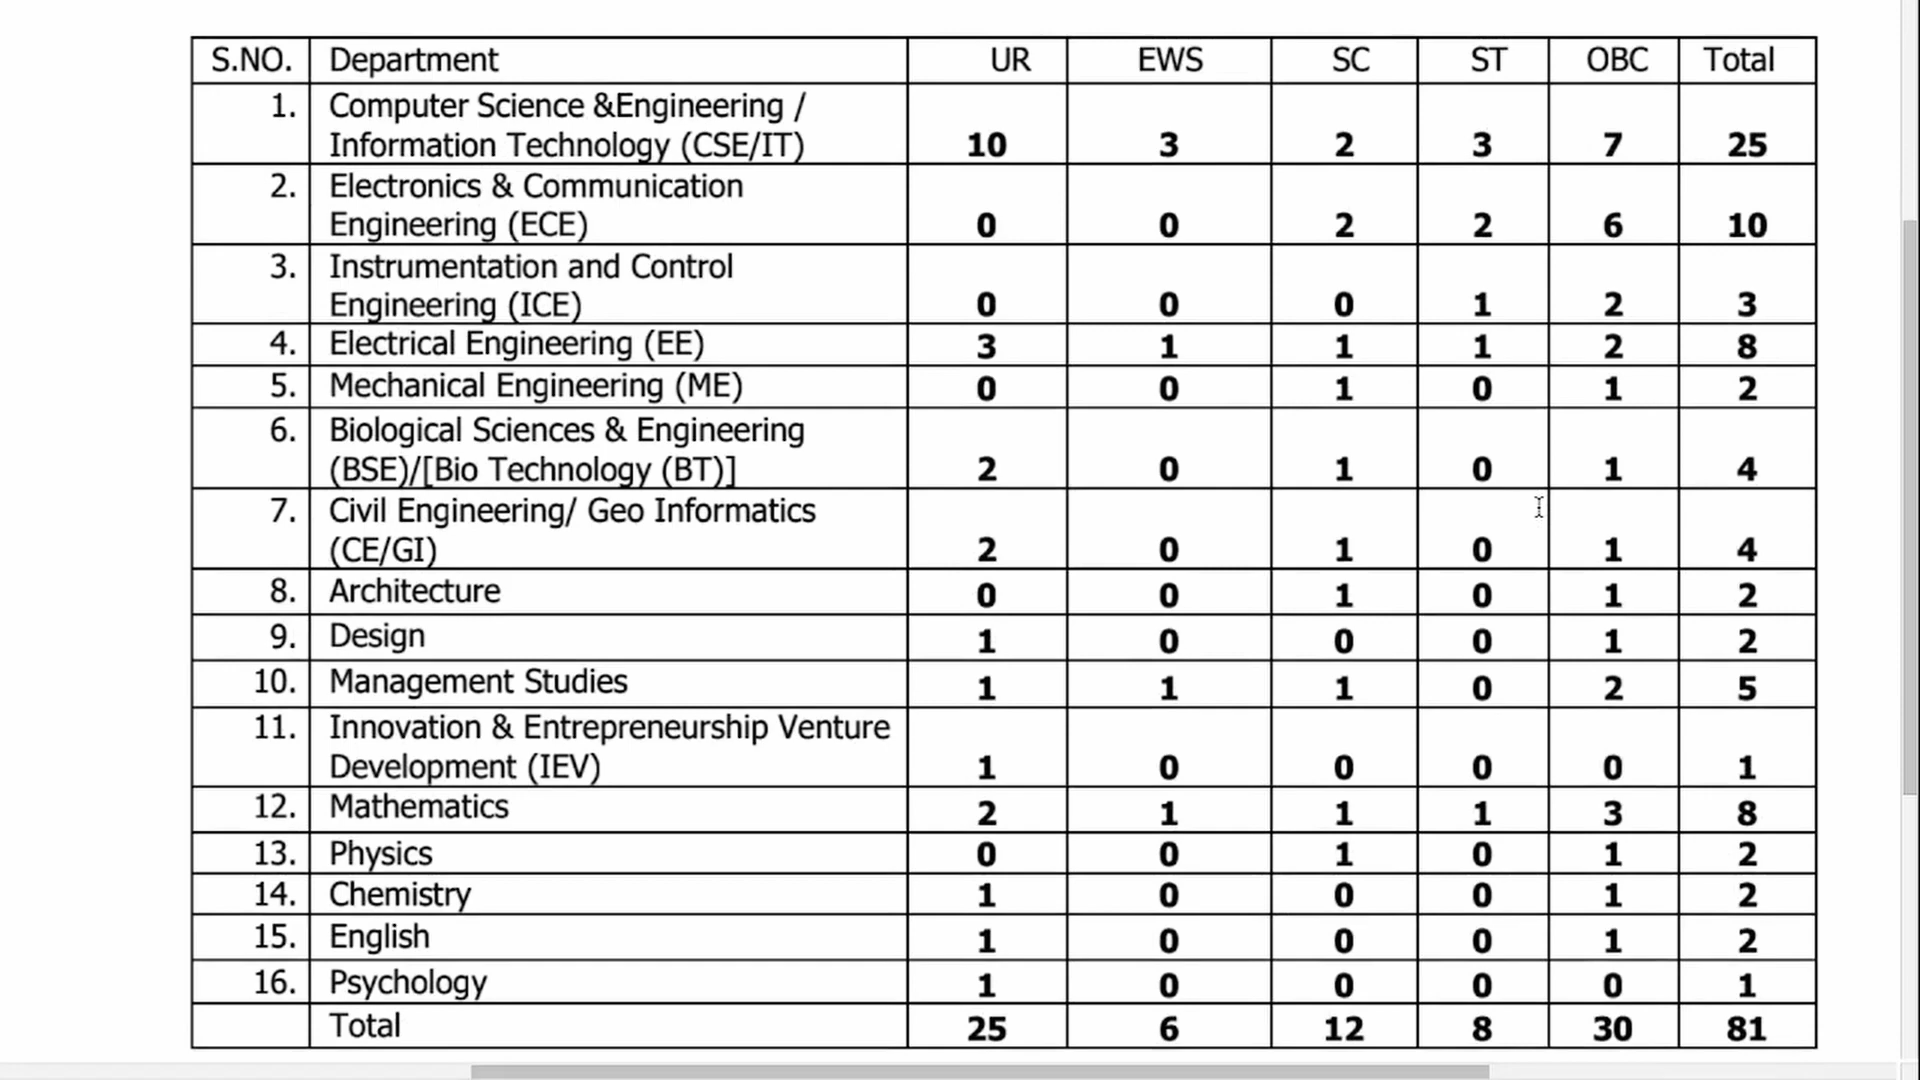 S.NO. Department UR EWS SC ST OBC Total
1. Computer Science &Engineering /
Information Technology (CSE/IT) 10 3 2 3 7 25
2. Electronics & Communication
Engineering (ECE) 0 0 2 2 6 10
3. Instrumentation and Control
Engineering (ICE) 0 0 0 1 2 3
4. Electrical Engineering (EE) 3 1 1 1 2 8
5. Mechanical Engineering (ME) 0 0 1 0 1 2
6. Biological Sciences & Engineering
(BSE)/[Bio Technology (BT)] 2 0 1 0 1 4
7. Civil Engineering/ Geo Informatics
(CE/GI) 2 0 1 0 1 4
8. Architecture 0 0 1 0 1 2
9. Design 1 0 0 0 1 2
10. Management Studies 1 1 1 0 2 5
11. Innovation & Entrepreneurship Venture
Development (IEV) 1 0 0 0 0 1
12. Mathematics 2 1 1 1 3 8
13. Physics 0 0 1 0 1 2
14. Chemistry 1 0 0 0 1 2
15. English 1 0 0 0 1 2
16. Psychology 1 0 0 0 0 1
Total 25 6 12 8 30 81